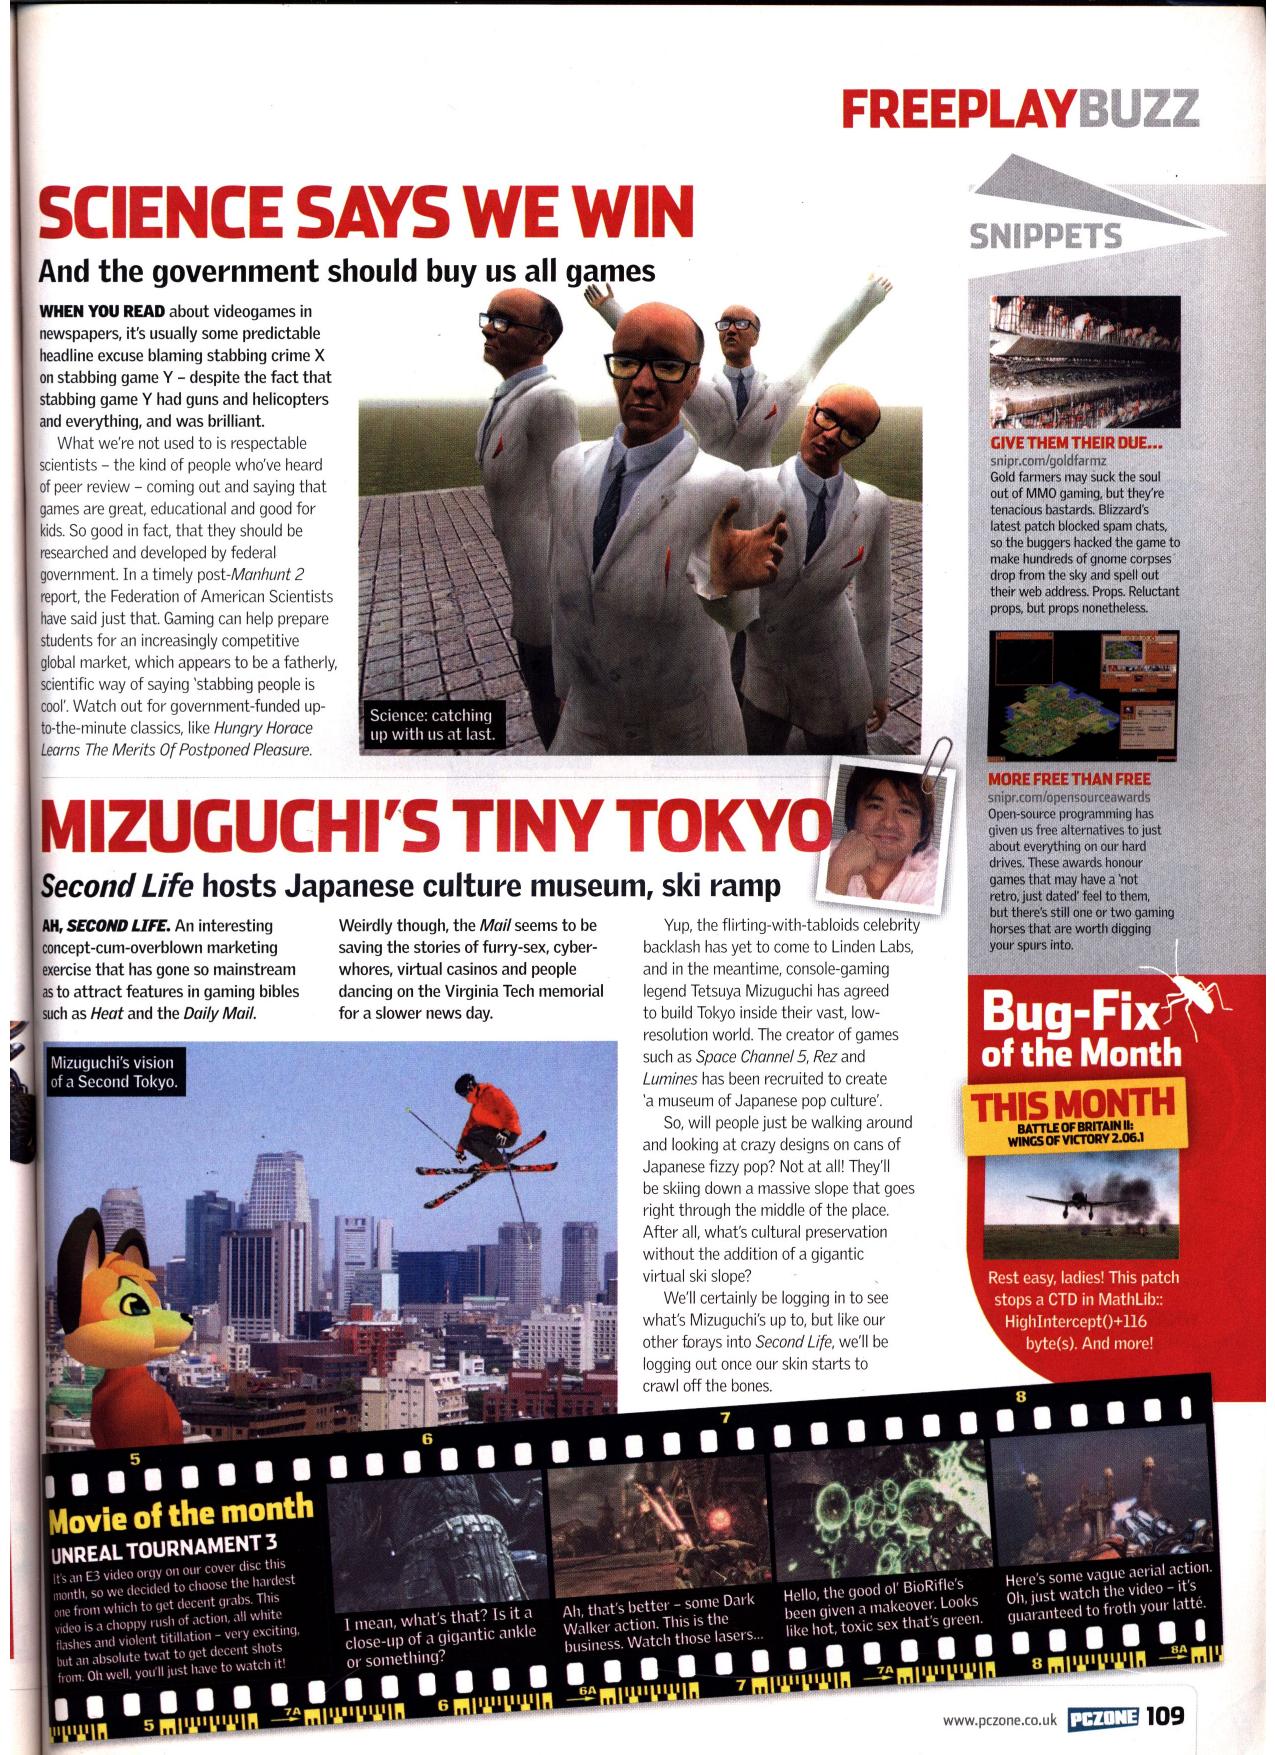 FREEPLAYBUZZ
SCIENCE SAYS WE WIN
And the government should buy us all games
WHEN YOU READ about videogames in
newspapers, it's usually some predictable
headline excuse blaming stabbing crime X
on stabbing game Y – despite the fact that
stabbing game Y had guns and helicopters
and everything, and was brilliant.
What we're not used to is respectable
scientists – the kind of people who've heard
of peer review – coming out and saying that
games are great, educational and good for
kids. So good in fact, that they should be
researched and developed by federal
government. In a timely post-Manhunt 2
report, the Federation of American Scientists
have said just that. Gaming can help prepare
students for an increasingly competitive
global market, which appears to be a fatherly,
scientific way of saying 'stabbing people is
cool'. Watch out for government-funded up-
to-the-minute classics, like Hungry Horace
Learns The Merits Of Postponed Pleasure.
Science: catching
up with us at last.
MIZUGUCHI'S TINY TOKYO
Second Life hosts Japanese culture museum, ski ramp
AH, SECOND LIFE. An interesting
concept-cum-overblown marketing
exercise that has gone so mainstream
as to attract features in gaming bibles
such as Heat and the Daily Mail.
Weirdly though, the Mail seems to be
saving the stories of furry-sex, cyber-
whores, virtual casinos and people
dancing on the Virginia Tech memorial
for a slower news day.
Yup, the flirting-with-tabloids celebrity
backlash has yet to come to Linden Labs,
and in the meantime, console-gaming
legend Tetsuya Mizuguchi has agreed
to build Tokyo inside their vast, low-
resolution world. The creator of games
such as Space Channel 5, Rez and
Lumines has been recruited to create
'a museum of Japanese pop culture'.
So, will people just be walking around
and looking at crazy designs on cans of
Japanese fizzy pop? Not at all! They'll
be skiing down a massive slope that goes
right through the middle of the place.
After all, what's cultural preservation
without the addition of a gigantic
virtual ski slope?
We'll certainly be logging in to see
what's Mizuguchi's up to, but like our
other forays into Second Life, we'll be
logging out once our skin starts to
crawl off the bones.
Mizuguchi's vision
of a Second Tokyo.
SNIPPETS
GIVE THEM THEIR DUE...
snipr.com/goldfarmz
Gold farmers may suck the soul
out of MMO gaming, but they're
tenacious bastards. Blizzard's
latest patch blocked spam chats,
so the buggers hacked the game to
make hundreds of gnome corpses
drop from the sky and spell out
their web address. Props. Reluctant
props, but props nonetheless.
MORE FREE THAN FREE
snipr.com/opensourceawards
Open-source programming has
given us free alternatives to just
about everything on our hard
drives. These awards honour
games that may have a 'not
retro, just dated' feel to them,
but there's still one or two gaming
horses that are worth digging
your spurs into.
Bug-Fix
of the Month
THIS MONTH
BATTLE OF BRITAIN II:
WINGS OF VICTORY 2.06.1
Rest easy, ladies! This patch
stops a CTD in MathLib::
HighIntercept()+116
byte(s). And more!
5
6
7
8
Movie of the month
UNREAL TOURNAMENT 3
It's an E3 video orgy on our cover disc this
month, so we decided to choose the hardest
one from which to get decent grabs. This
video is a choppy rush of action, all white
flashes and violent titillation – very exciting,
but an absolute twat to get decent shots
from. Oh well, you'll just have to watch it!
I mean, what's that? Is it a
close-up of a gigantic ankle
or something?
Ah, that's better – some Dark
Walker action. This is the
business. Watch those lasers...
Hello, the good ol' BioRifle's
been given a makeover. Looks
like hot, toxic sex that's green.
Here's some vague aerial action.
Oh, just watch the video – it's
guaranteed to froth your latté.
5
7A
6
6A
7
7A
8
8A
www.pczone.co.uk PCZONE 109